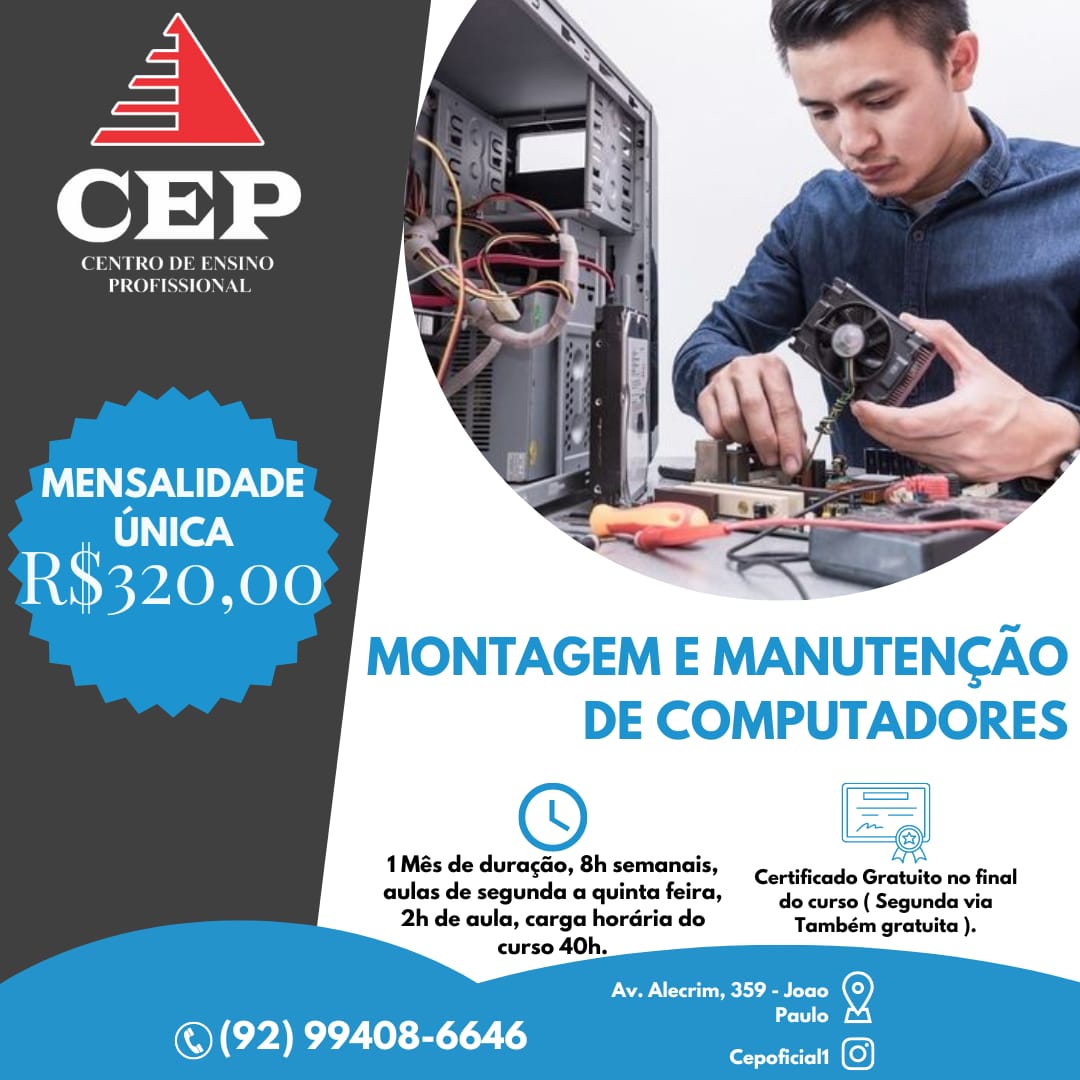 CEP
CENTRO DE ENSINO
PROFISSIONAL
MENSALIDADE
ÚNICA
R$320,00
MONTAGEM E MANUTENÇÃO
DE COMPUTADORES
1 Mês de duração, 8h semanais,
aulas de segunda a quinta feira,
2h de aula, carga horária do
curso 40h.
Certificado Gratuito no final
do curso ( Segunda via
Também gratuita ).
(92) 99408-6646
Av. Alecrim, 359 - Joao
Paulo
Cepoficial1